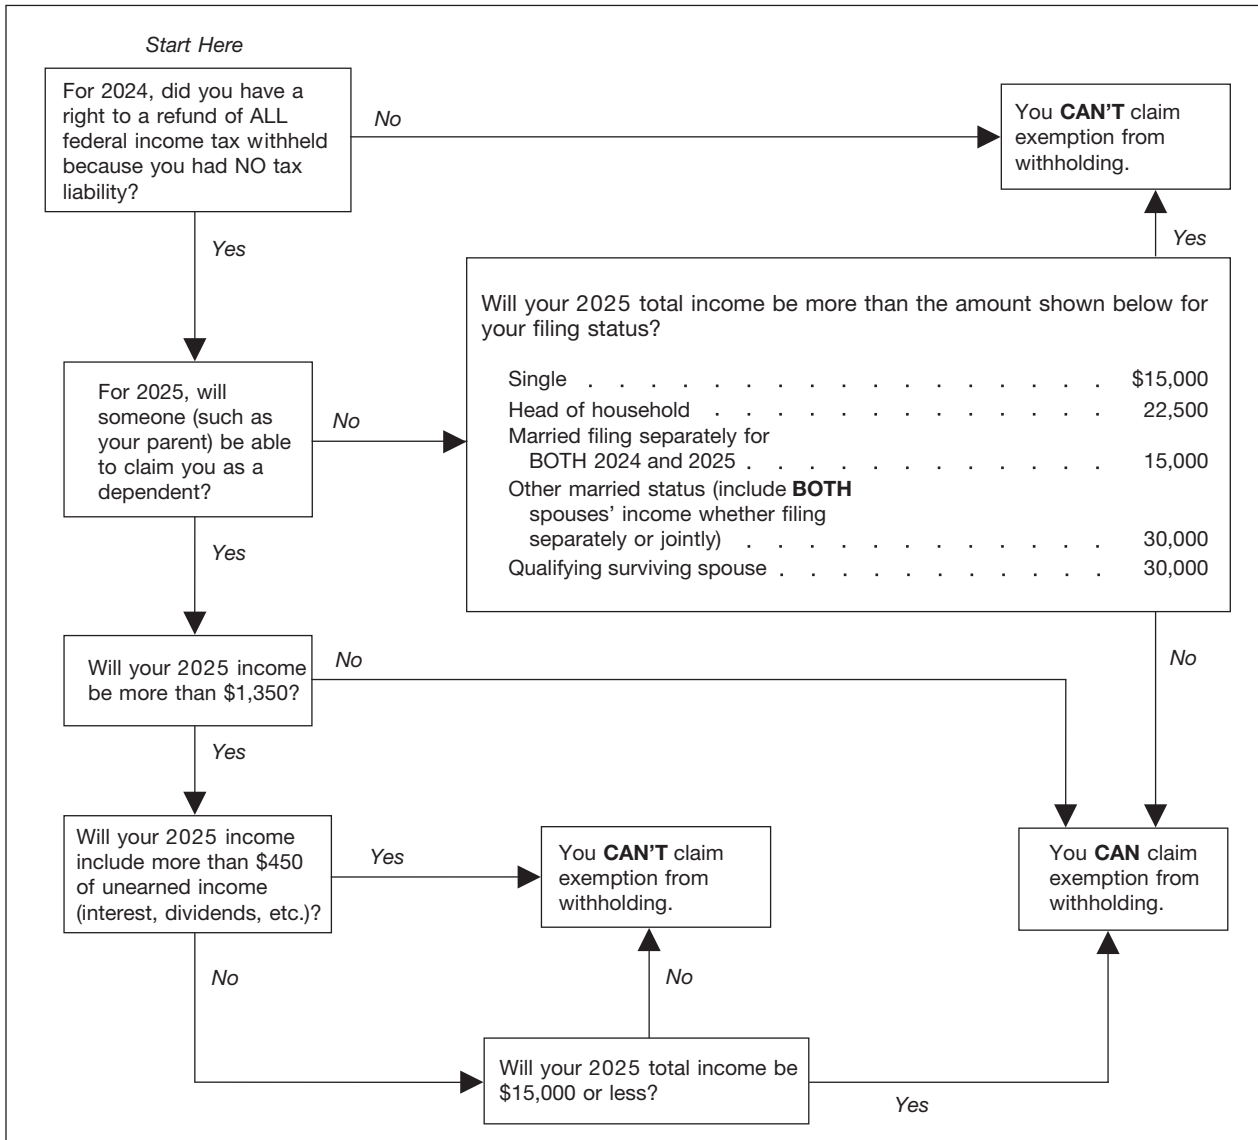 Start Here
For 2024, did you have a
right to a refund of ALL
federal income tax withheld
because you had NO tax
liability?
No
You CAN'T claim
exemption from
withholding.
Yes
Yes
Will your 2025 total income be more than the amount shown below for
your filing status?
Single . . . . . . . . . . . . . . . . . $15,000
Head of household . . . . . . . . . . . . . 22,500
Married filing separately for
BOTH 2024 and 2025 . . . . . . . . . . . . 15,000
Other married status (include BOTH
spouses' income whether filing
separately or jointly) . . . . . . . . . . . . 30,000
Qualifying surviving spouse . . . . . . . . . . . 30,000
For 2025, will
someone (such as
your parent) be able
to claim you as a
dependent?
No
Yes
No
Will your 2025 income
be more than $1,350?
No
Yes
Will your 2025 income
include more than $450
of unearned income
(interest, dividends, etc.)?
Yes
You CAN'T claim
exemption from
withholding.
You CAN claim
exemption from
withholding.
No
No
Will your 2025 total income be
$15,000 or less?
Yes